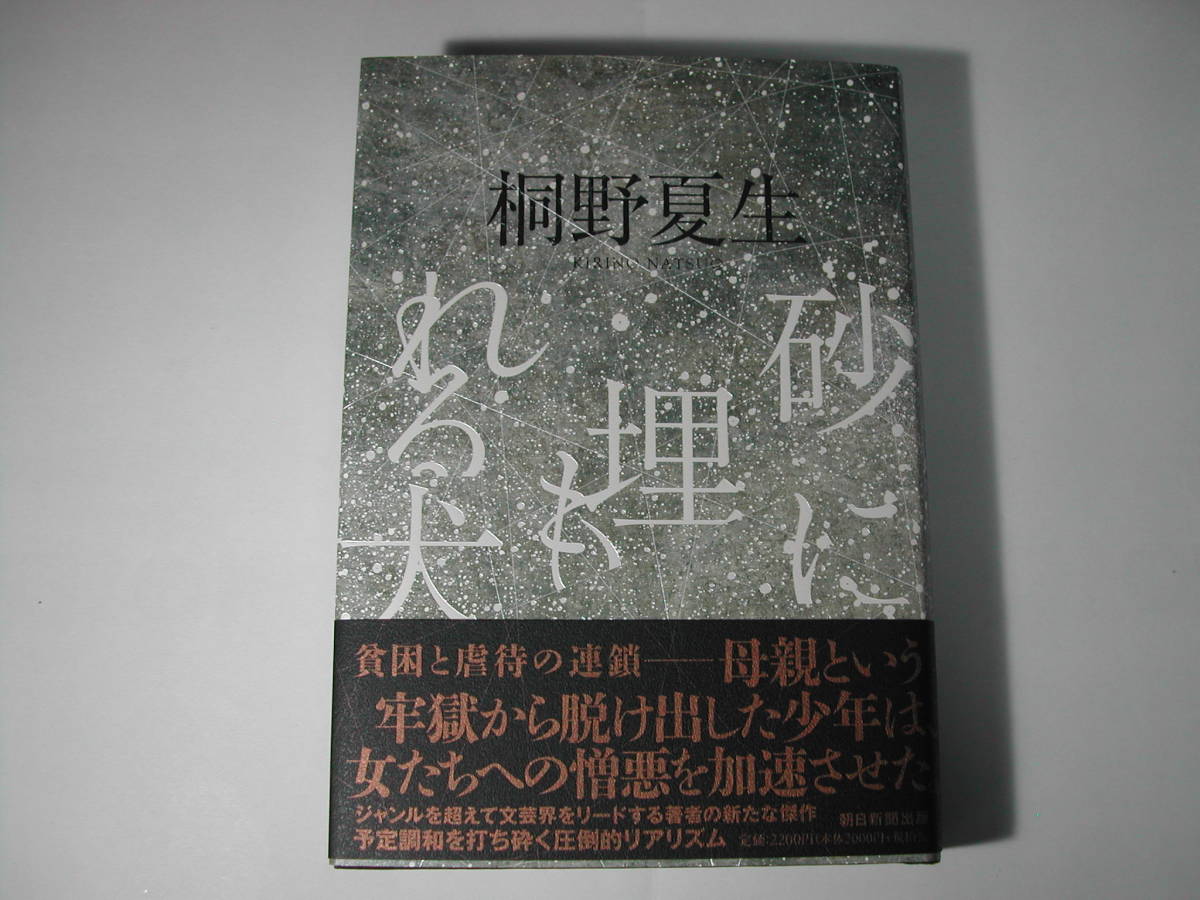 桐野夏生
KIRINO NATSUO
砂に
埋も
れる犬
貧困と虐待の連鎖――母親という
牢獄から脱け出した少年は、
女たちへの憎悪を加速させた。
ジャンルを超えて文芸界をリードする著者の新たな傑作
予定調和を打ち砕く圧倒的リアリズム
朝日新聞出版
定価:2200円(本体2000円+税10%)